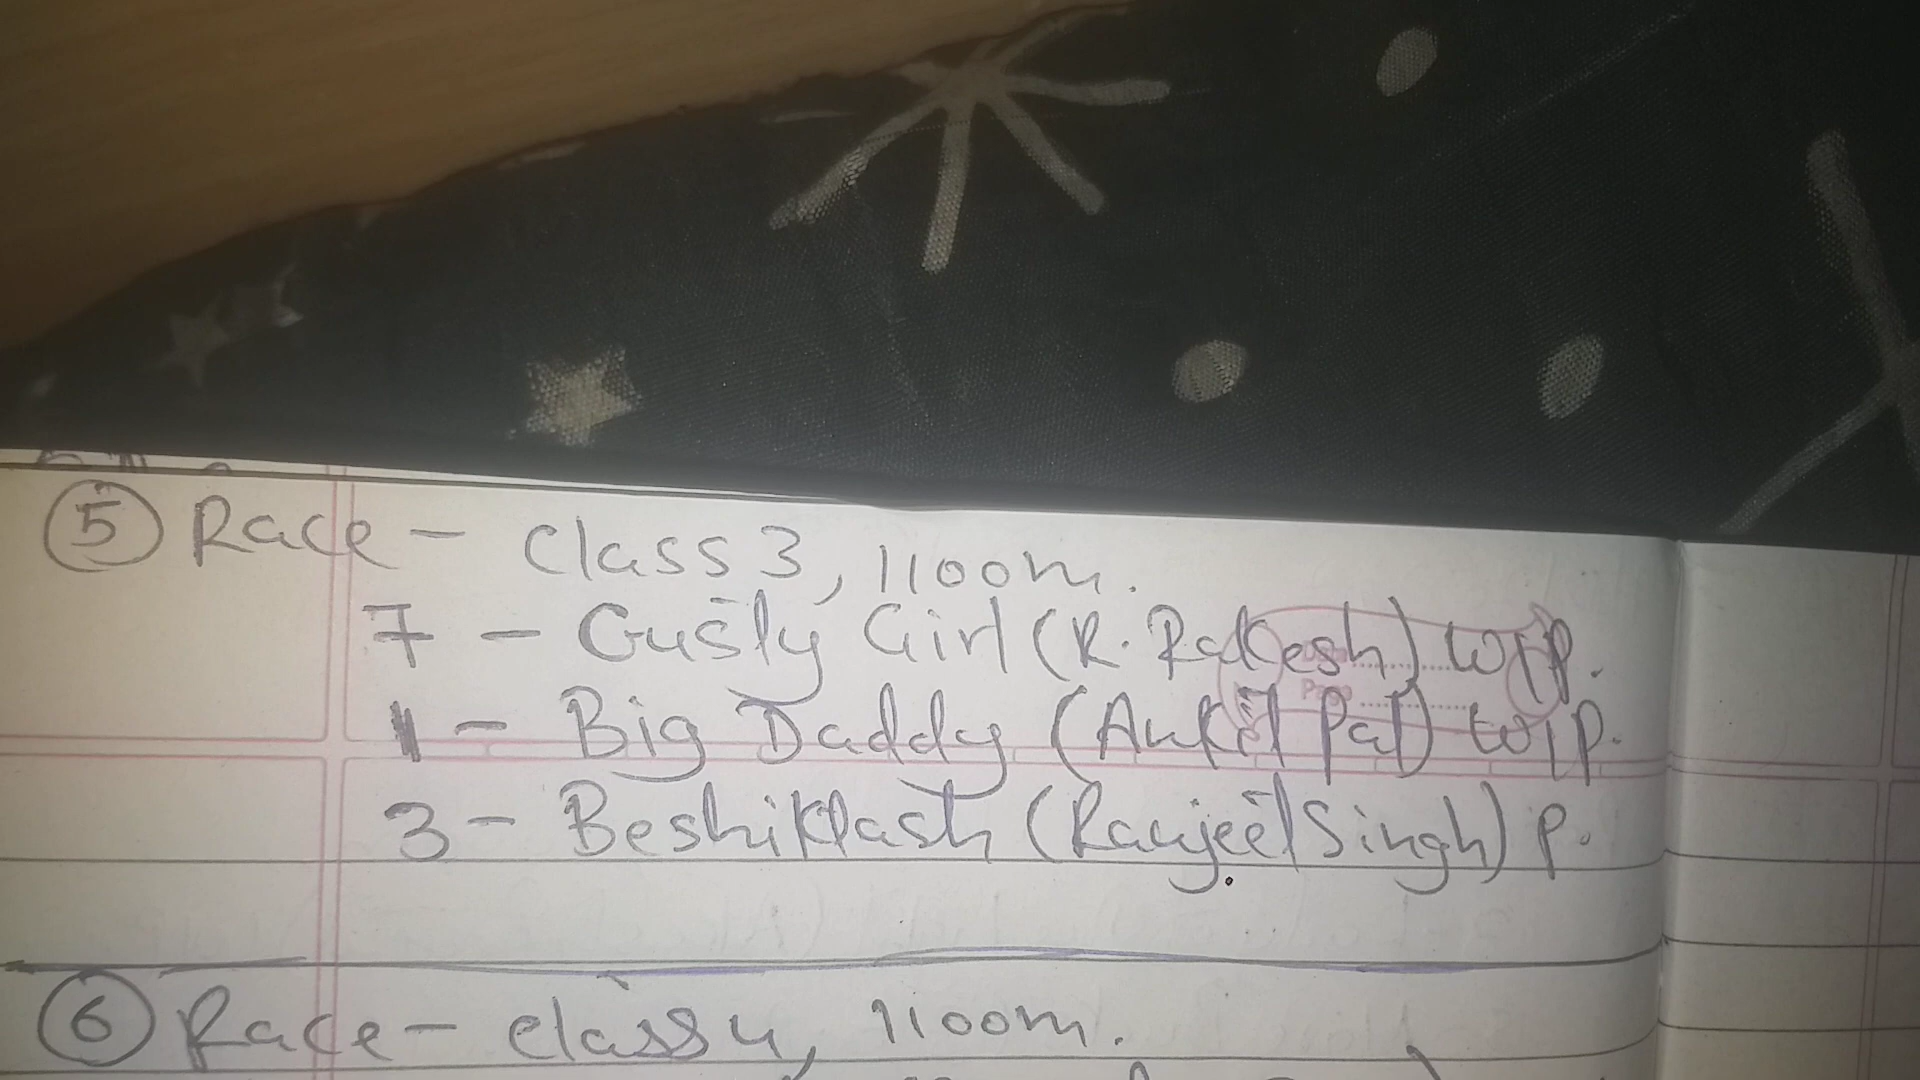 5 Race - Class 3, 1100m.
7 - Gusty Girl (R. Rakesh) W/P.
1 - Big Daddy (Ankit Pal) W/P.
3 - Beshiktash (Ranjeet Singh) P.
6 Race - class 4, 1100m.